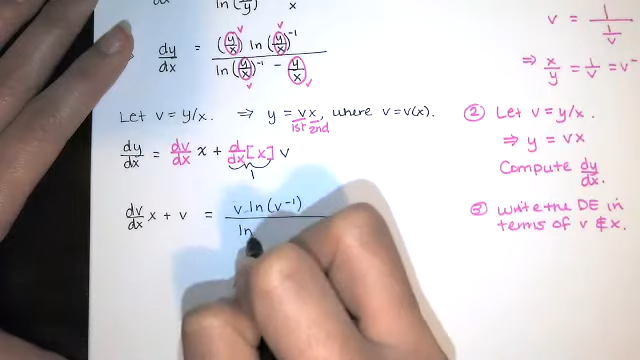 ln(y/x) x
dy/dx = (y/x) ln (y/x)⁻¹ / ln (y/x)⁻¹ - y/x
Let v = y/x. ⇒ y = vx, where v = v(x).
1st 2nd
dy/dx = dv/dx x + d/dx [x] v
1
dv/dx x + v = v ln (v⁻¹) / ln
v = 1 / 1/v
⇒ x/y = 1/v = v⁻
② Let v = y/x.
⇒ y = vx
Compute dy/dx.
③ Write the DE in
terms of v & x.